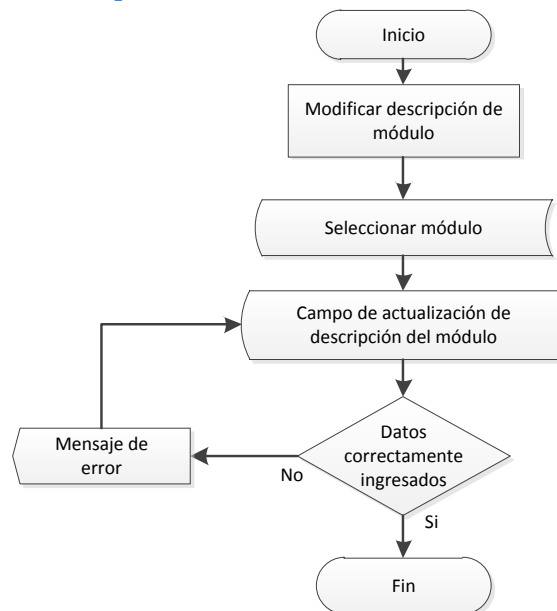 Inicio
Modificar descripción de
módulo
Seleccionar módulo
Campo de actualización de
descripción del módulo
Datos
correctamente
ingresados
Mensaje de
error
No
Si
Fin